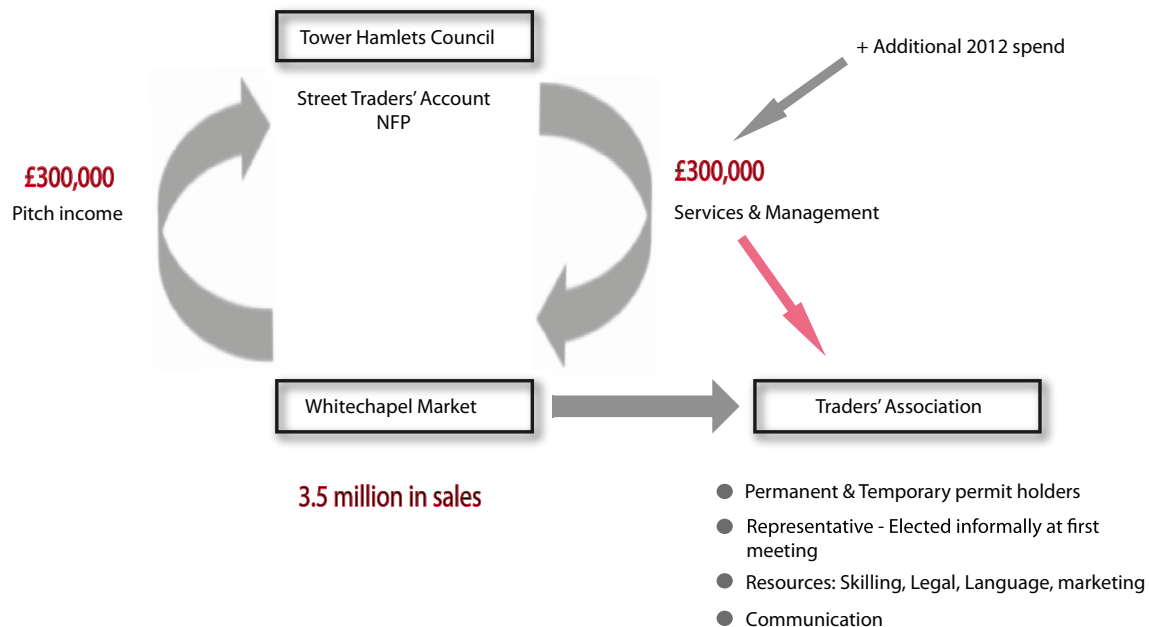 Tower Hamlets Council
+ Additional 2012 spend
Street Traders' Account
NFP
£300,000
Pitch income
£300,000
Services & Management
Whitechapel Market
Traders' Association
3.5 million in sales
Permanent & Temporary permit holders
Representative - Elected informally at first
meeting
Resources: Skilling, Legal, Language, marketing
Communication